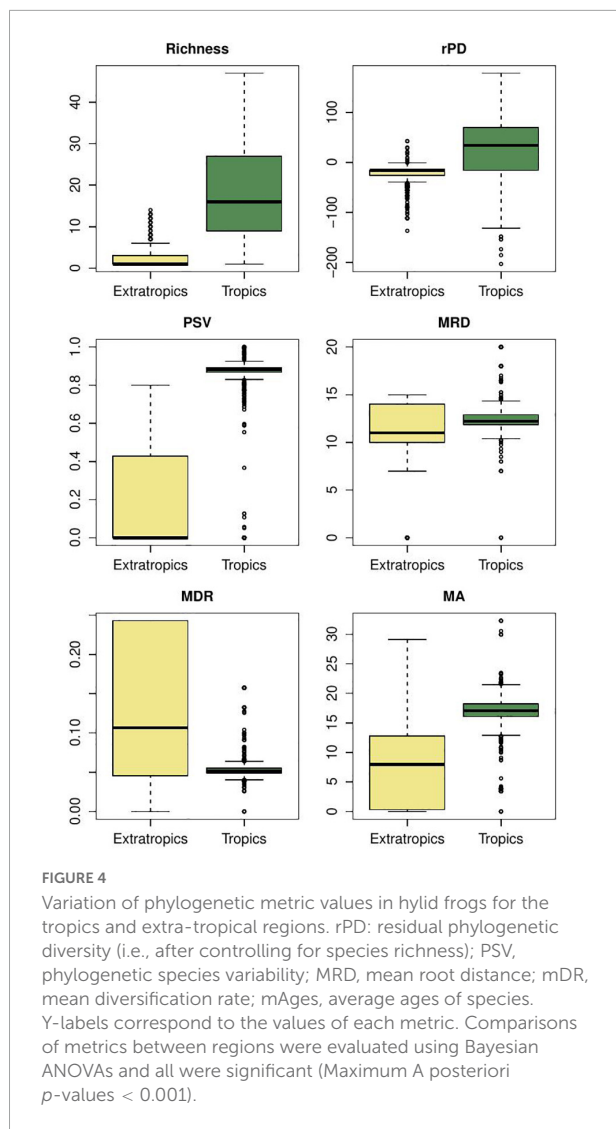 Richness
rPD
0 10 20 30 40
−200 −100 0 100
Extratropics Tropics
Extratropics Tropics
PSV
MRD
0.0 0.2 0.4 0.6 0.8 1.0
0 5 10 15 20
Extratropics Tropics
Extratropics Tropics
MDR
MA
0.00 0.10 0.20
0 5 10 15 20 25 30
Extratropics Tropics
Extratropics Tropics
FIGURE 4
Variation of phylogenetic metric values in hylid frogs for the
tropics and extra-tropical regions. rPD: residual phylogenetic
diversity (i.e., after controlling for species richness); PSV,
phylogenetic species variability; MRD, mean root distance; mDR,
mean diversification rate; mAges, average ages of species.
Y-labels correspond to the values of each metric. Comparisons
of metrics between regions were evaluated using Bayesian
ANOVAs and all were significant (Maximum A posteriori
p-values < 0.001).